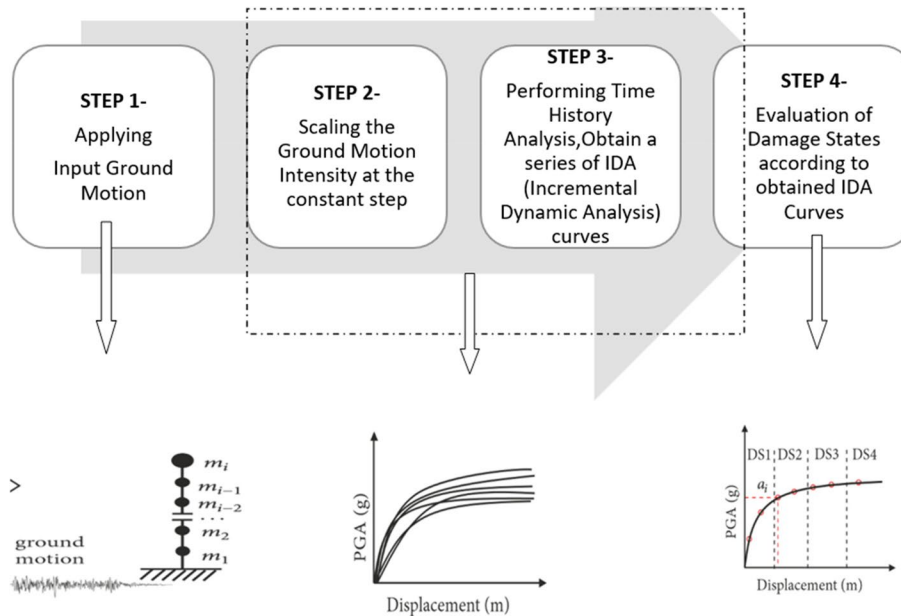 STEP 1-
Applying
Input Ground
Motion
STEP 2-
Scaling the
Ground Motion
Intensity at the
constant step
STEP 3-
Performing Time
History
Analysis,Obtain a
series of IDA
(Incremental
Dynamic Analysis)
curves
STEP 4-
Evaluation of
Damage States
according to
obtained IDA
Curves
>
ground
motion
m_i
m_{i-1}
m_{i-2}
...
m_2
m_1
PGA (g)
Displacement (m)
DS1 DS2 DS3 DS4
a_i
PGA (g)
Displacement (m)